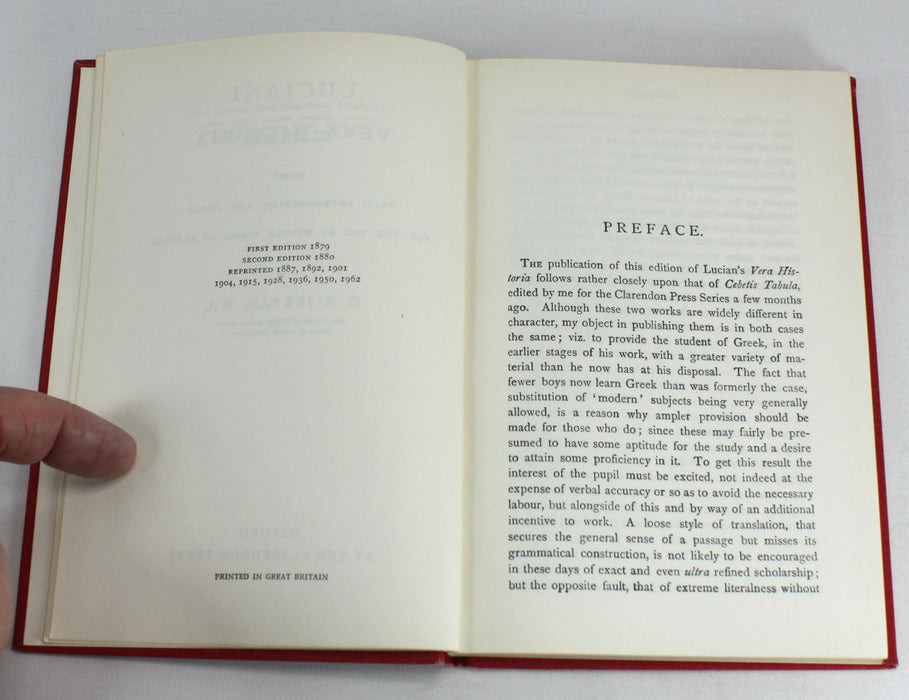 FIRST EDITION 1879
SECOND EDITION 1880
REPRINTED 1887, 1892, 1901
1904, 1915, 1928, 1936, 1950, 1962
PRINTED IN GREAT BRITAIN
PREFACE.
THE publication of this edition of Lucian's Vera His-
toria follows rather closely upon that of Cebetis Tabula,
edited by me for the Clarendon Press Series a few months
ago. Although these two works are widely different in
character, my object in publishing them is in both cases
the same; viz. to provide the student of Greek, in the
earlier stages of his work, with a greater variety of ma-
terial than he now has at his disposal. The fact that
fewer boys now learn Greek than was formerly the case,
substitution of 'modern' subjects being very generally
allowed, is a reason why ampler provision should be
made for those who do; since these may fairly be pre-
sumed to have some aptitude for the study and a desire
to attain some proficiency in it. To get this result the
interest of the pupil must be excited, not indeed at the
expense of verbal accuracy or so as to avoid the necessary
labour, but alongside of this and by way of an additional
incentive to work. A loose style of translation, that
secures the general sense of a passage but misses its
grammatical construction, is not likely to be encouraged
in these days of exact and even ultra refined scholarship;
but the opposite fault, that of extreme literalness without